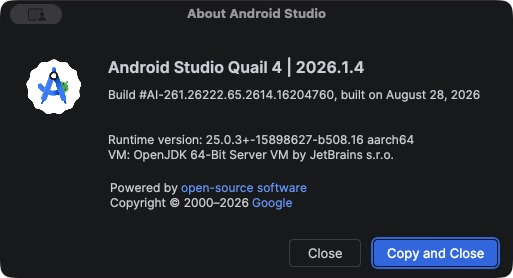 About Android Studio
Android Studio Quail 4 | 2026.1.4
Build #AI-261.26222.65.2614.16204760, built on August 28, 2026
Runtime version: 25.0.3+-15898627-b508.16 aarch64
VM: OpenJDK 64-Bit Server VM by JetBrains s.r.o.
Powered by open-source software
Copyright © 2000–2026 Google
Close
Copy and Close